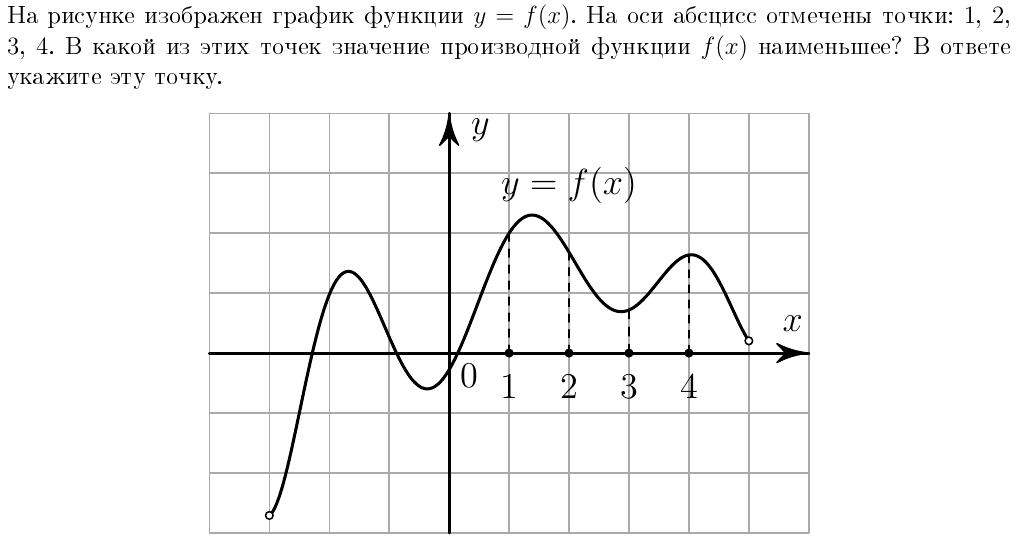 На рисунке изображен график функции y = f(x). На оси абсцисс отмечены точки: 1, 2,
3, 4. В какой из этих точек значение производной функции f(x) наименьшее? В ответе
укажите эту точку.
y
y = f(x)
x
0 1 2 3 4